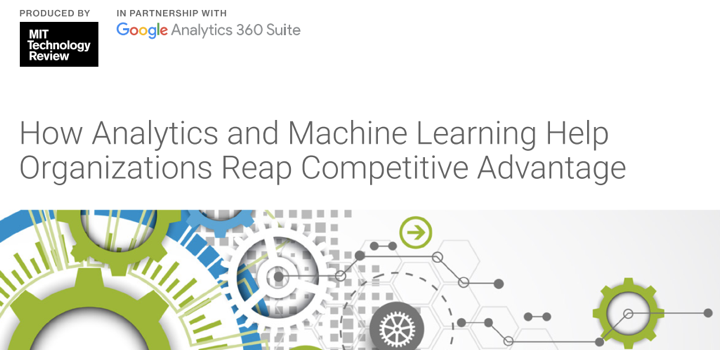 PRODUCED BY
MIT
Technology
Review
IN PARTNERSHIP WITH
Google Analytics 360 Suite
How Analytics and Machine Learning Help
Organizations Reap Competitive Advantage